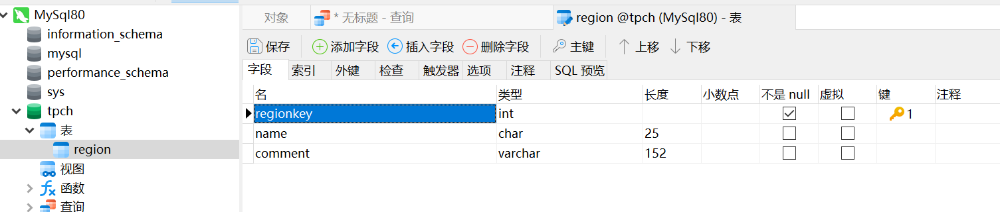 MySql80
information_schema
mysql
performance_schema
sys
tpch
表
region
视图
函数
查询
对象
* 无标题 - 查询
region @tpch (MySql80) - 表
保存 添加字段 插入字段 删除字段 主键 上移 下移
字段 索引 外键 检查 触发器 选项 注释 SQL 预览
名 类型 长度 小数点 不是 null 虚拟 键 注释
regionkey int 1
name char 25
comment varchar 152